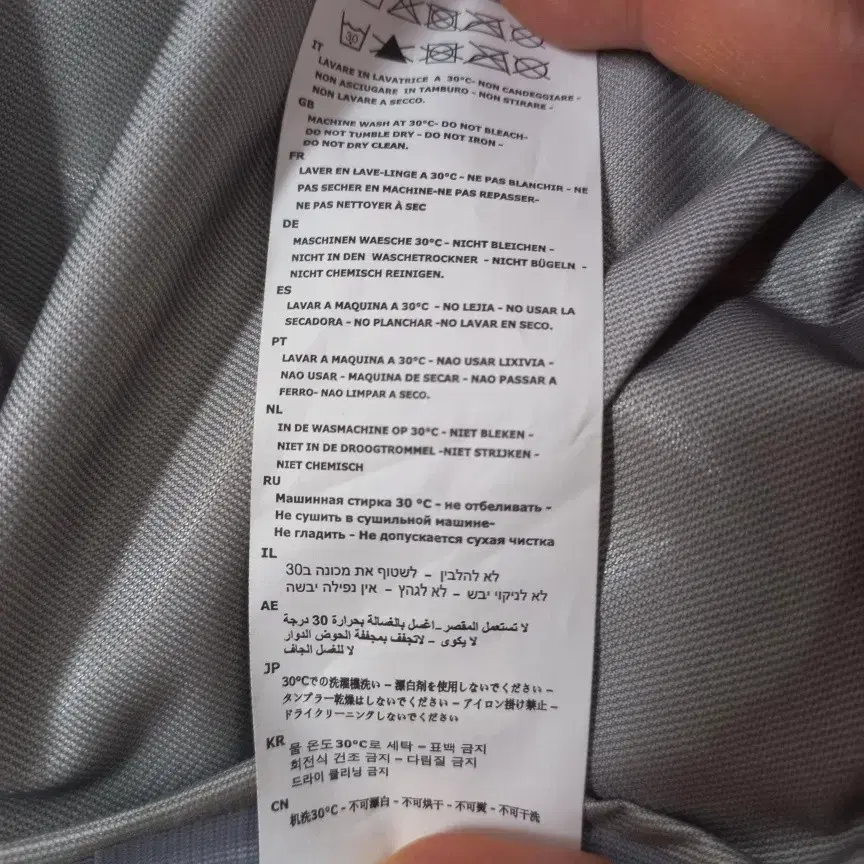 30
IT
LAVARE IN LAVATRICE A 30°C- NON CANDEGGIARE -
NON ASCIUGARE IN TAMBURO - NON STIRARE -
NON LAVARE A SECCO.
GB
MACHINE WASH AT 30°C- DO NOT BLEACH-
DO NOT TUMBLE DRY - DO NOT IRON -
DO NOT DRY CLEAN.
FR
LAVER EN LAVE-LINGE A 30°C - NE PAS BLANCHIR - NE
PAS SECHER EN MACHINE-NE PAS REPASSER-
NE PAS NETTOYER À SEC
DE
MASCHINEN WAESCHE 30°C - NICHT BLEICHEN -
NICHT IN DEN WASCHETROCKNER - NICHT BÜGELN -
NICHT CHEMISCH REINIGEN.
ES
LAVAR A MAQUINA A 30°C - NO LEJIA - NO USAR LA
SECADORA - NO PLANCHAR -NO LAVAR EN SECO.
PT
LAVAR A MAQUINA A 30°C - NAO USAR LIXIVIA -
NAO USAR - MAQUINA DE SECAR - NAO PASSAR A
FERRO- NAO LIMPAR A SECO.
NL
IN DE WASMACHINE OP 30°C - NIET BLEKEN -
NIET IN DE DROOGTROMMEL -NIET STRIJKEN -
NIET CHEMISCH
RU
Машинная стирка 30 °C - не отбеливать -
Не сушить в сушильной машине-
Не гладить - Не допускается сухая чистка
IL
לא להלבין - לשטוף את מכונה ב30
לא לניקוי יבש - לא לגהץ - אין נפילה יבשה
AE
لا تستعمل المقصر_اغسل بالغسالة بحرارة 30 درجة
لا يكوى - لاتجفف بمجففة الحوض الدوار
لا للغسل الجاف
JP
30°Cでの洗濯機洗い - 漂白剤を使用しないでください -
タンブラー乾燥はしないでください - アイロン掛け禁止 -
ドライクリーニングしないでください
KR
물 온도 30°C로 세탁 - 표백 금지
회전식 건조 금지 - 다림질 금지
드라이 클리닝 금지
CN
机洗30°C - 不可漂白 - 不可烘干 - 不可熨 - 不可干洗